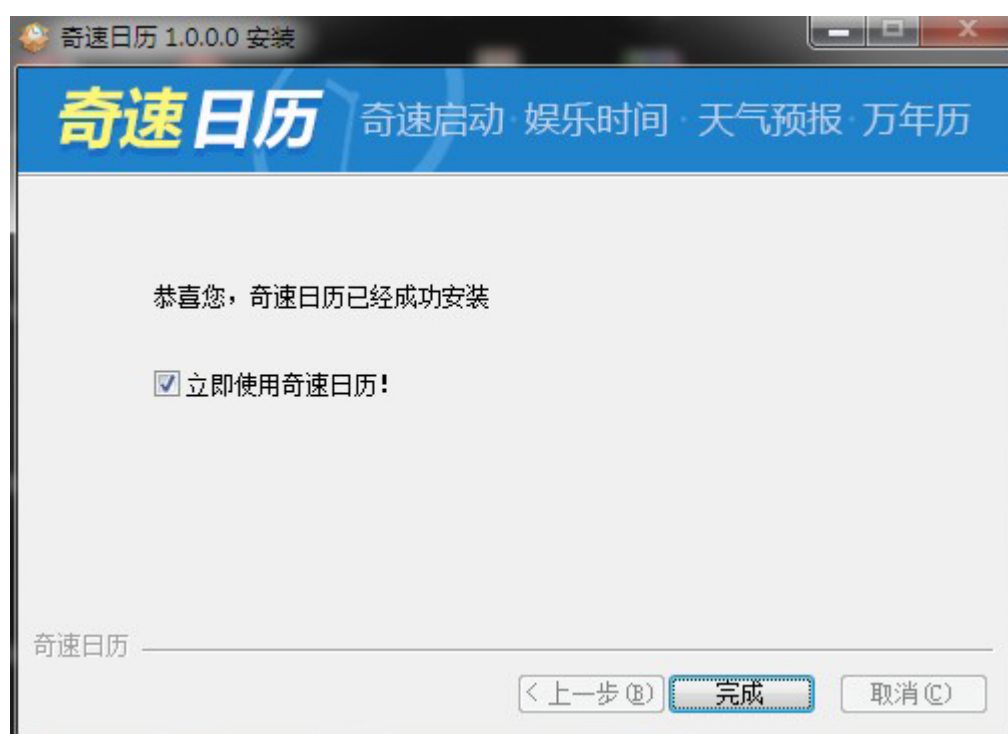 奇速日历 1.0.0.0 安装
奇速日历 奇速启动·娱乐时间·天气预报·万年历
恭喜您，奇速日历已经成功安装
立即使用奇速日历!
奇速日历
< 上一步(B) 完成 取消(C)